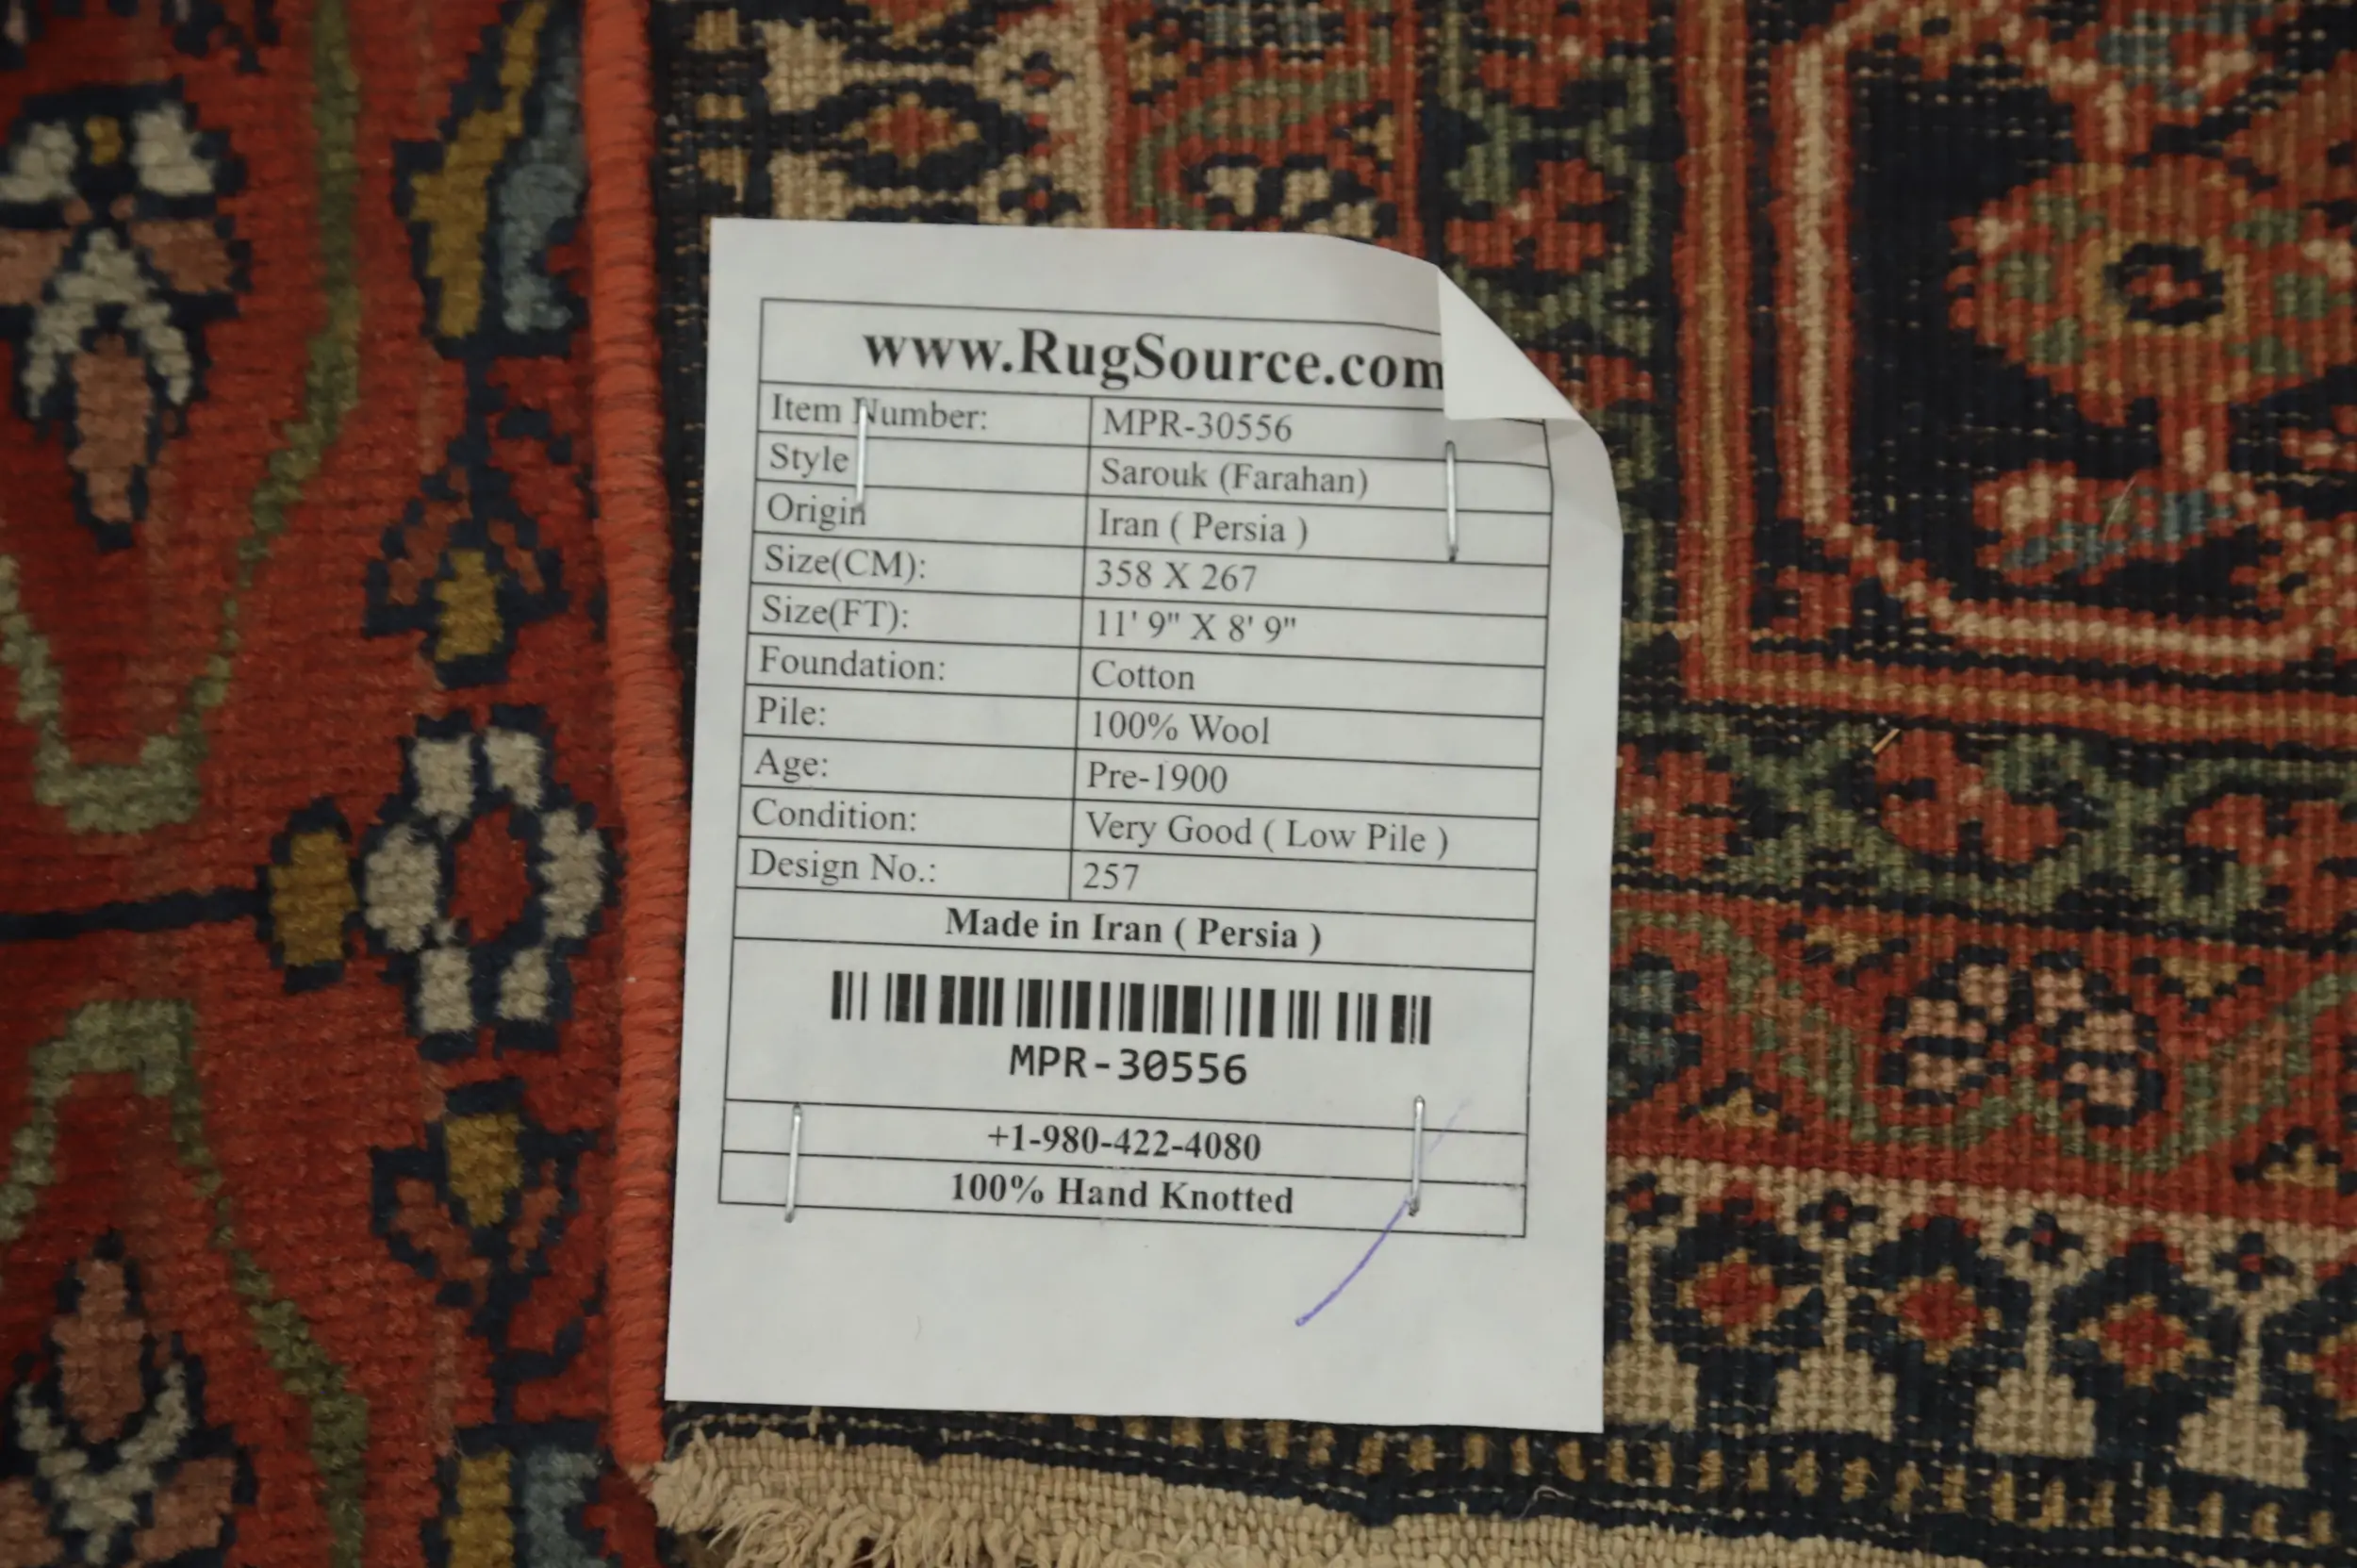 www.RugSource.com
Item Number: MPR-30556
Style Sarouk (Farahan)
Origin Iran ( Persia )
Size(CM): 358 X 267
Size(FT): 11' 9" X 8' 9"
Foundation: Cotton
Pile: 100% Wool
Age: Pre-1900
Condition: Very Good ( Low Pile )
Design No.: 257
Made in Iran ( Persia )
MPR-30556
+1-980-422-4080
100% Hand Knotted